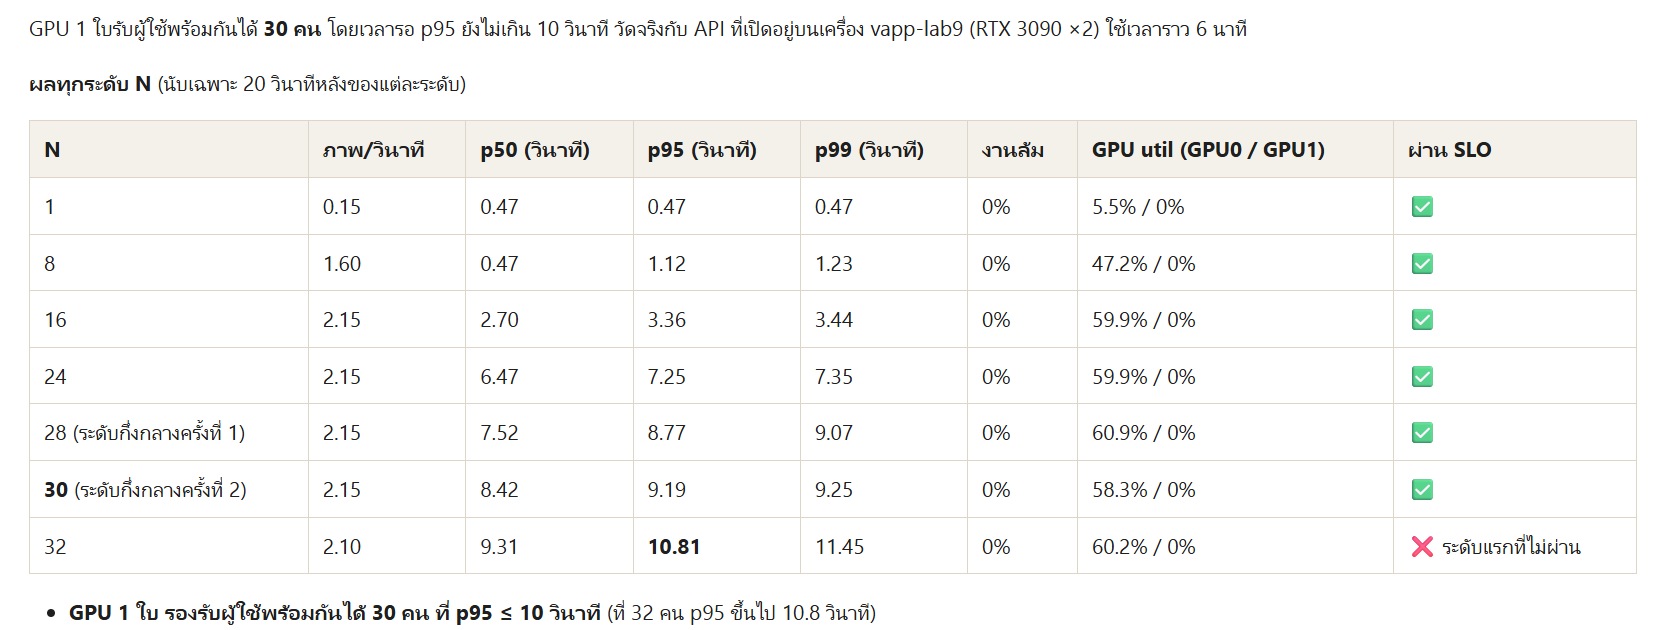 GPU 1 ใบรับผู้ใช้พร้อมกันได้ 30 คน โดยเวลารอ p95 ยังไม่เกิน 10 วินาที วัดจริงกับ API ที่เปิดอยู่บนเครื่อง vapp-lab9 (RTX 3090 ×2) ใช้เวลาราว 6 นาที
ผลทุกระดับ N (นับเฉพาะ 20 วินาทีหลังของแต่ละระดับ)
N ภาพ/วินาที p50 (วินาที) p95 (วินาที) p99 (วินาที) งานล้ม GPU util (GPU0 / GPU1) ผ่าน SLO
1 0.15 0.47 0.47 0.47 0% 5.5% / 0% ✅
8 1.60 0.47 1.12 1.23 0% 47.2% / 0% ✅
16 2.15 2.70 3.36 3.44 0% 59.9% / 0% ✅
24 2.15 6.47 7.25 7.35 0% 59.9% / 0% ✅
28 (ระดับกึ่งกลางครั้งที่ 1) 2.15 7.52 8.77 9.07 0% 60.9% / 0% ✅
30 (ระดับกึ่งกลางครั้งที่ 2) 2.15 8.42 9.19 9.25 0% 58.3% / 0% ✅
32 2.10 9.31 10.81 11.45 0% 60.2% / 0% ❌ ระดับแรกที่ไม่ผ่าน
• GPU 1 ใบ รองรับผู้ใช้พร้อมกันได้ 30 คน ที่ p95 ≤ 10 วินาที (ที่ 32 คน p95 ขึ้นไป 10.8 วินาที)